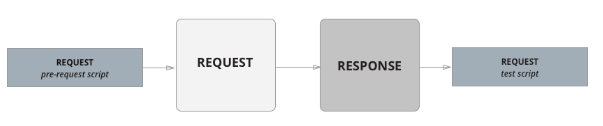 REQUEST
pre-request script
REQUEST
RESPONSE
REQUEST
test script